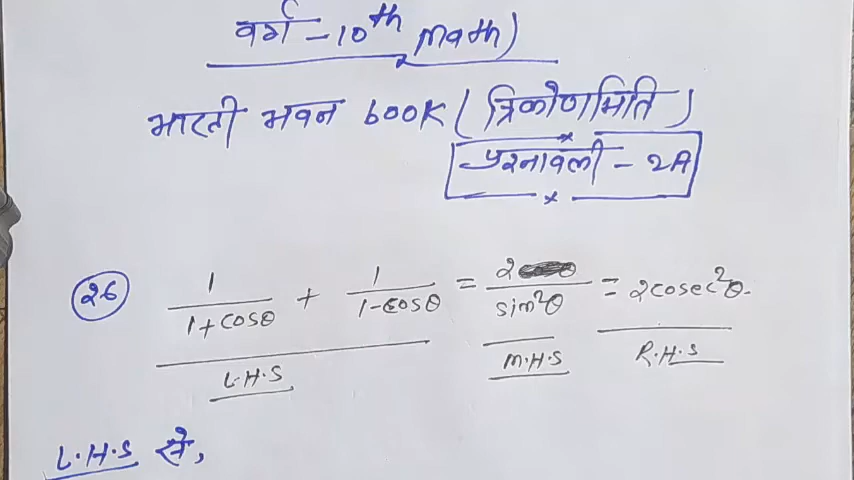 वर्ग - 10th Math)
भारती भवन book ( त्रिकोणमिति )
प्रश्नावली - 2A
26 1/(1+cosθ) + 1/(1-cosθ) = 2/sin²θ = 2cosec²θ.
L.H.S M.H.S R.H.S
L.H.S से,